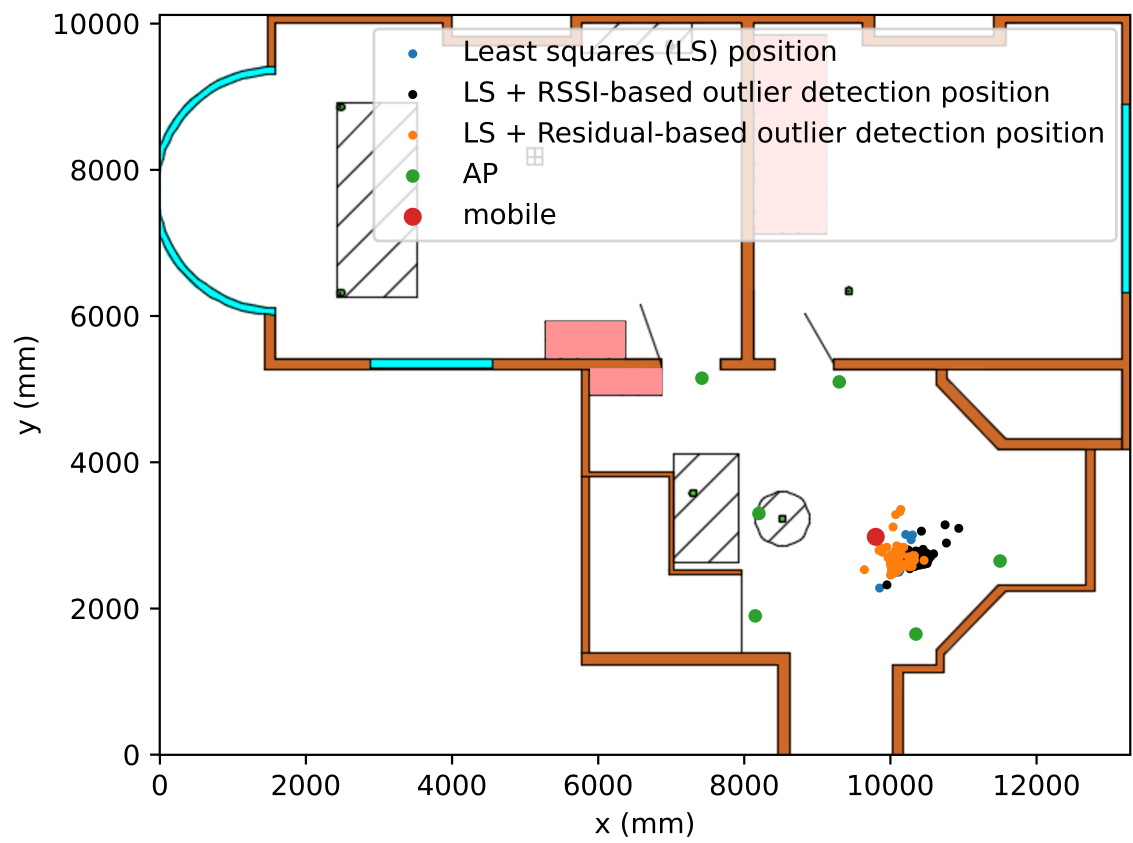 10000
8000
6000
4000
2000
0
y (mm)
Least squares (LS) position
LS + RSSI-based outlier detection position
LS + Residual-based outlier detection position
AP
mobile
0 2000 4000 6000 8000 10000 12000
x (mm)